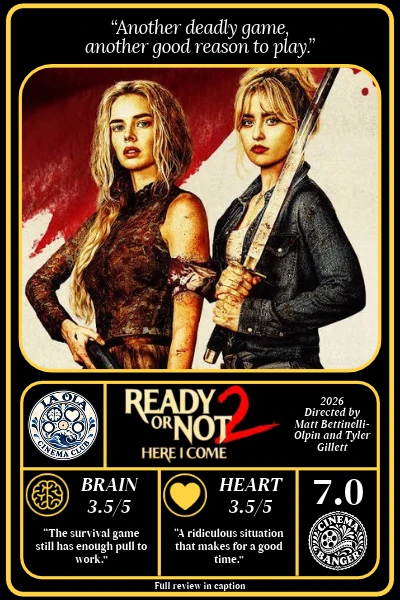 “Another deadly game,
another good reason to play.”
LA OLA
CINEMA CLUB
READY
OR NOT 2
HERE I COME
2026
Directed by
Matt Bettinelli-
Olpin and Tyler
Gillett
BRAIN
3.5/5
“The survival game
still has enough pull to
work.”
HEART
3.5/5
“A ridiculous situation
that makes for a good
time.”
7.0
CINEMA
BANGER
Full review in caption